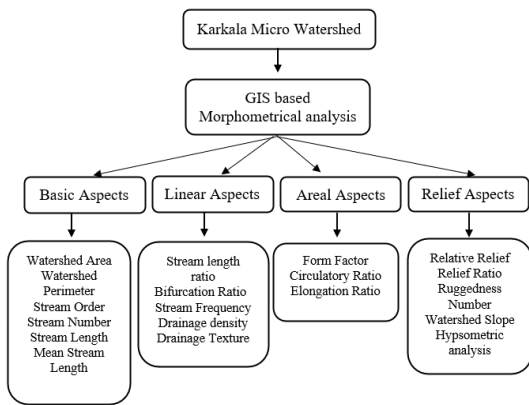 Karkala Micro Watershed
GIS based
Morphometrical analysis
Basic Aspects
Linear Aspects
Areal Aspects
Relief Aspects
Watershed Area
Watershed
Perimeter
Stream Order
Stream Number
Stream Length
Mean Stream
Length
Stream length
ratio
Bifurcation Ratio
Stream Frequency
Drainage density
Drainage Texture
Form Factor
Circulatory Ratio
Elongation Ratio
Relative Relief
Relief Ratio
Ruggedness
Number
Watershed Slope
Hypsometric
analysis